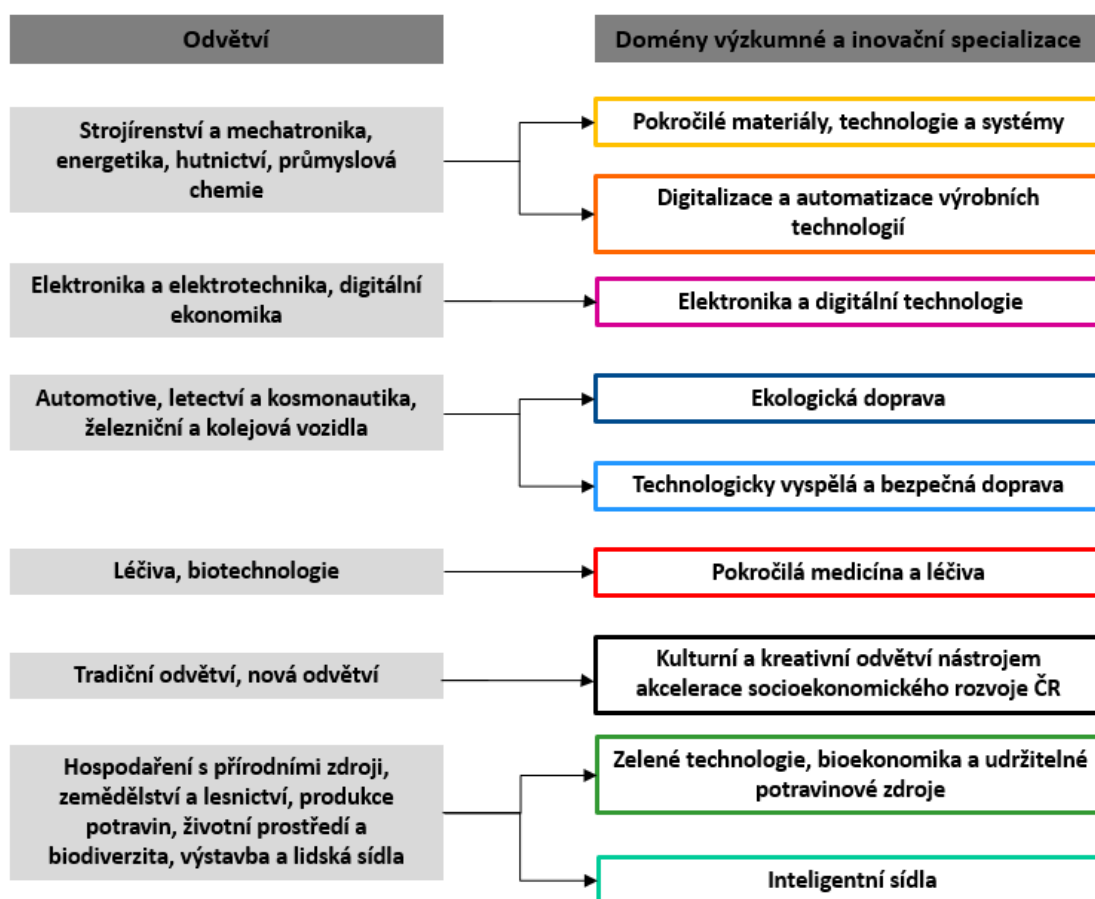 Odvětví
Domény výzkumné a inovační specializace
Strojírenství a mechatronika,
energetika, hutnictví, průmyslová
chemie
Pokročilé materiály, technologie a systémy
Digitalizace a automatizace výrobních
technologií
Elektronika a elektrotechnika, digitální
ekonomika
Elektronika a digitální technologie
Automotive, letectví a kosmonautika,
železniční a kolejová vozidla
Ekologická doprava
Technologicky vyspělá a bezpečná doprava
Léčiva, biotechnologie
Pokročilá medicína a léčiva
Tradiční odvětví, nová odvětví
Kulturní a kreativní odvětví nástrojem
akcelerace socioekonomického rozvoje ČR
Hospodaření s přírodními zdroji,
zemědělství a lesnictví, produkce
potravin, životní prostředí a
biodiverzita, výstavba a lidská sídla
Zelené technologie, bioekonomika a udržitelné
potravinové zdroje
Inteligentní sídla